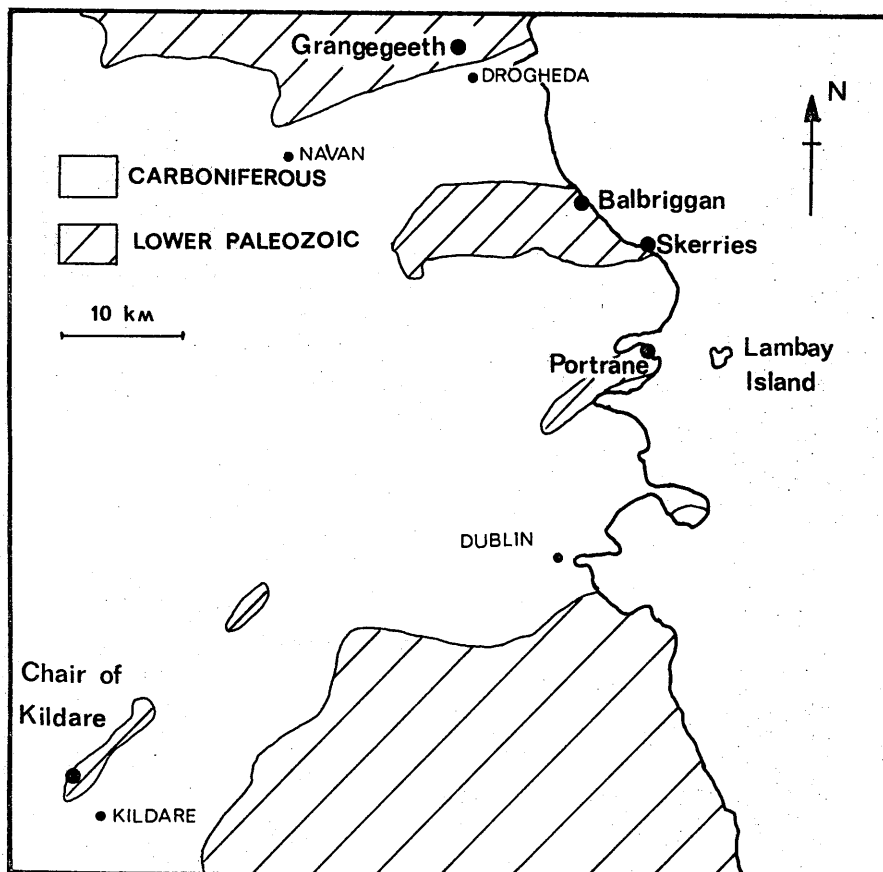 Grangegeeth
DROGHEDA
N
NAVAN
CARBONIFEROUS
Balbriggan
LOWER PALEOZOIC
Skerries
10 km
Portrane
Lambay
Island
DUBLIN
Chair of
Kildare
KILDARE